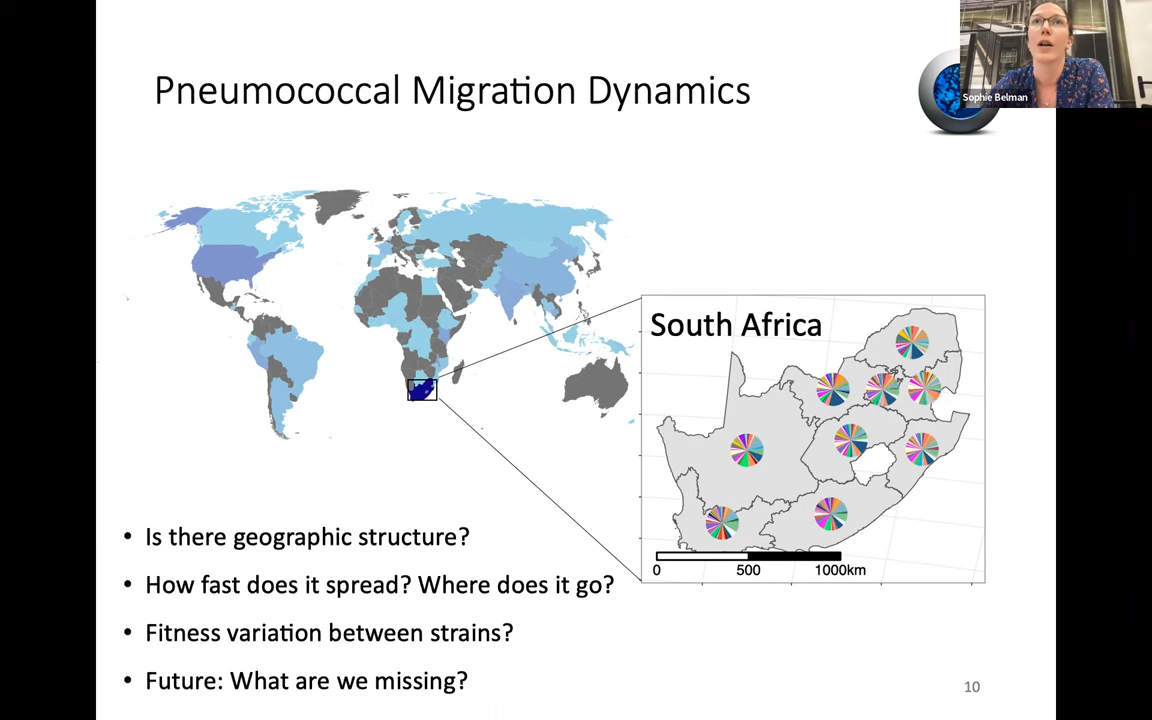 Pneumococcal Migration Dynamics
Sophie Belman
South Africa
0 500 1000km
• Is there geographic structure?
• How fast does it spread? Where does it go?
• Fitness variation between strains?
• Future: What are we missing?
10